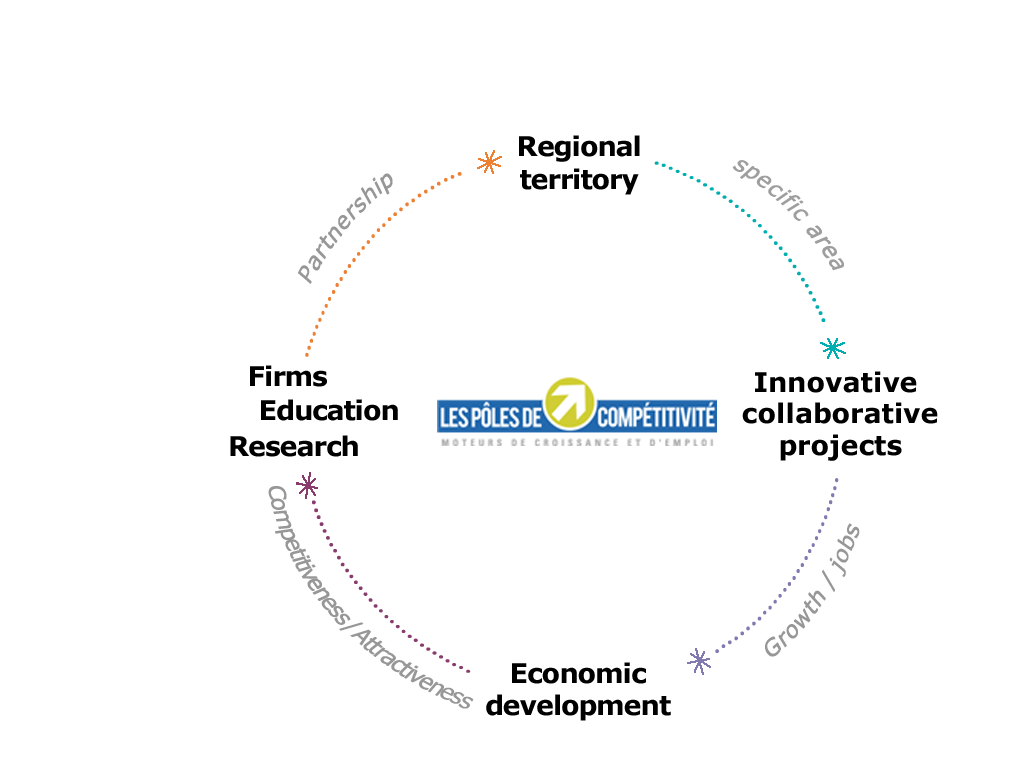 Regional
territory
specific area
Partnership
Firms
Education
Research
LES PÔLES DE COMPÉTITIVITÉ
MOTEURS DE CROISSANCE ET D'EMPLOI
Innovative
collaborative
projects
Growth / jobs
Competitiveness/Attractiveness
Economic
development